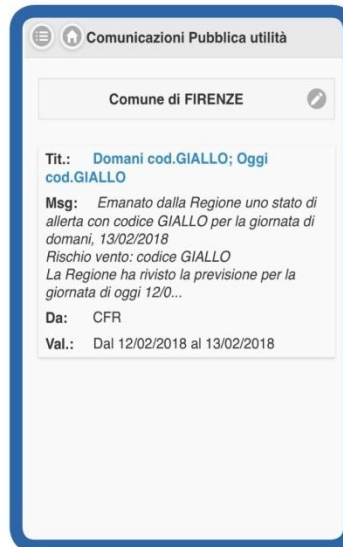 Comunicazioni Pubblica utilità
Comune di FIRENZE
Tit.: Domani cod.GIALLO; Oggi
cod.GIALLO
Msg: Emanato dalla Regione uno stato di
allerta con codice GIALLO per la giornata di
domani, 13/02/2018
Rischio vento: codice GIALLO
La Regione ha rivisto la previsione per la
giornata di oggi 12/0...
Da: CFR
Val.: Dal 12/02/2018 al 13/02/2018